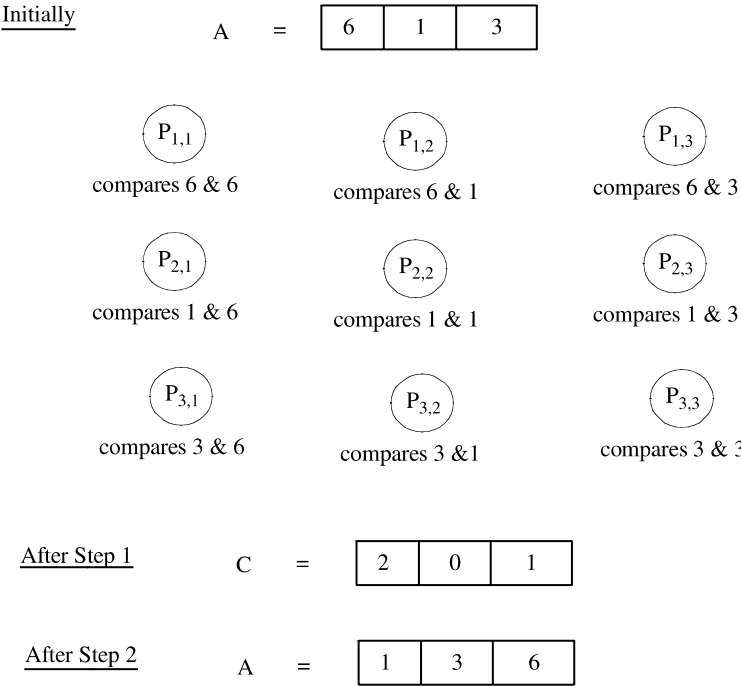 Initially A = 6 1 3
P1,1 P1,2 P1,3
compares 6 & 6 compares 6 & 1 compares 6 & 3
P2,1 P2,2 P2,3
compares 1 & 6 compares 1 & 1 compares 1 & 3
P3,1 P3,2 P3,3
compares 3 & 6 compares 3 &1 compares 3 & 3
After Step 1 C = 2 0 1
After Step 2 A = 1 3 6